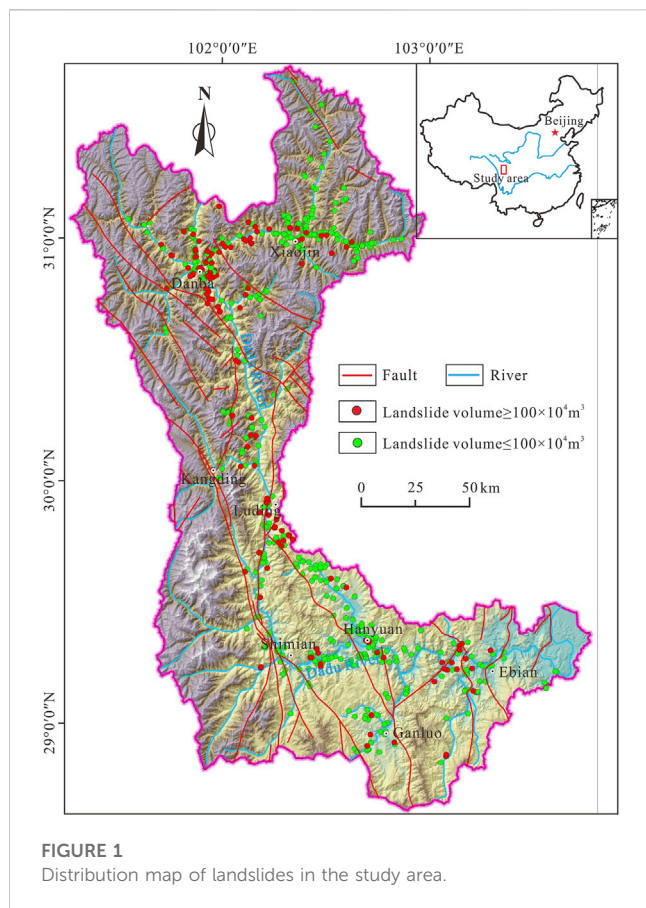 102°0′0″E
103°0′0″E
N
Beijing
Study area
31°0′0″N
Xiaojin
Danba
Dadu River
Fault
River
Landslide volume≥100×10⁴m³
Landslide volume≤100×10⁴m³
30°0′0″N
Kangding
0 25 50 km
Luding
Hanyuan
Shimian
Dadu River
Ebian
29°0′0″N
Ganluo
FIGURE 1
Distribution map of landslides in the study area.